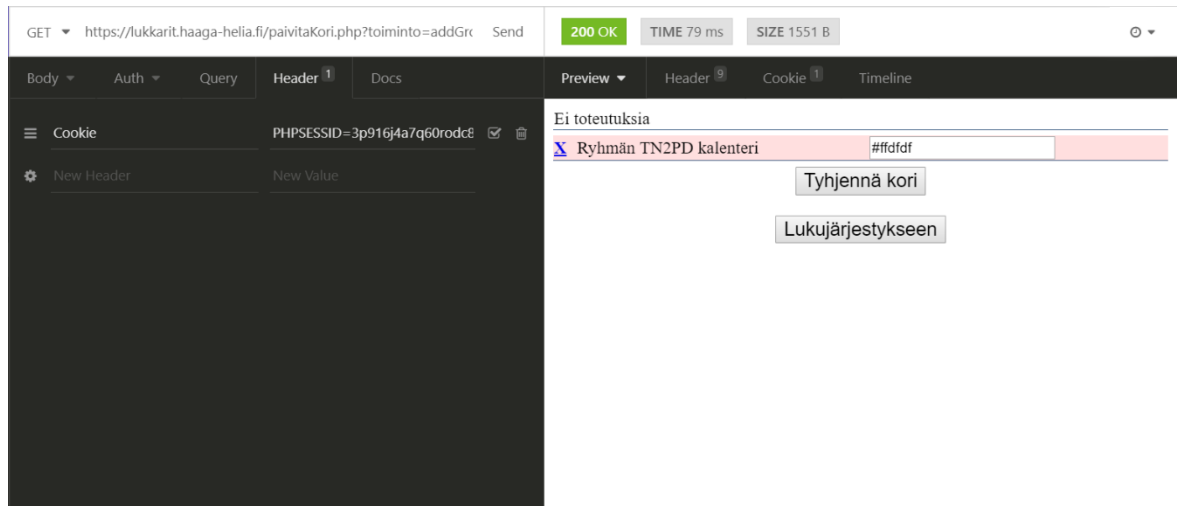 GET https://lukkarit.haaga-helia.fi/paivitaKori.php?toiminto=addGrc Send
200 OK TIME 79 ms SIZE 1551 B
Body Auth Query Header 1 Docs
Preview Header 9 Cookie 1 Timeline
Cookie PHPSESSID=3p916j4a7q60rodc8
New Header New Value
Ei toteutuksia
X Ryhmän TN2PD kalenteri #ffdfdf
Tyhjennä kori
Lukujärjestykseen